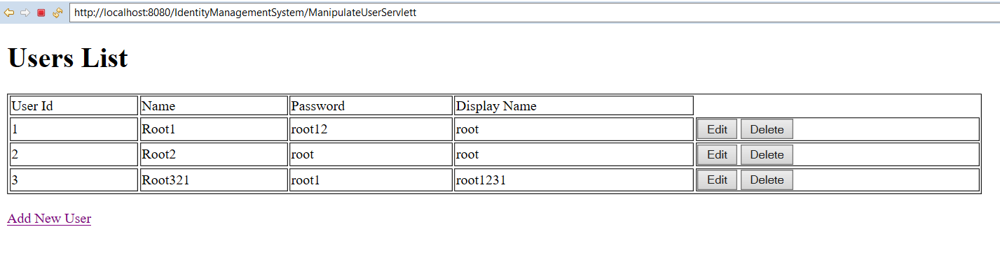 http://localhost:8080/IdentityManagementSystem/ManipulateUserServlett
Users List
User Id Name Password Display Name
1 Root1 root12 root Edit Delete
2 Root2 root root Edit Delete
3 Root321 root1 root1231 Edit Delete
Add New User